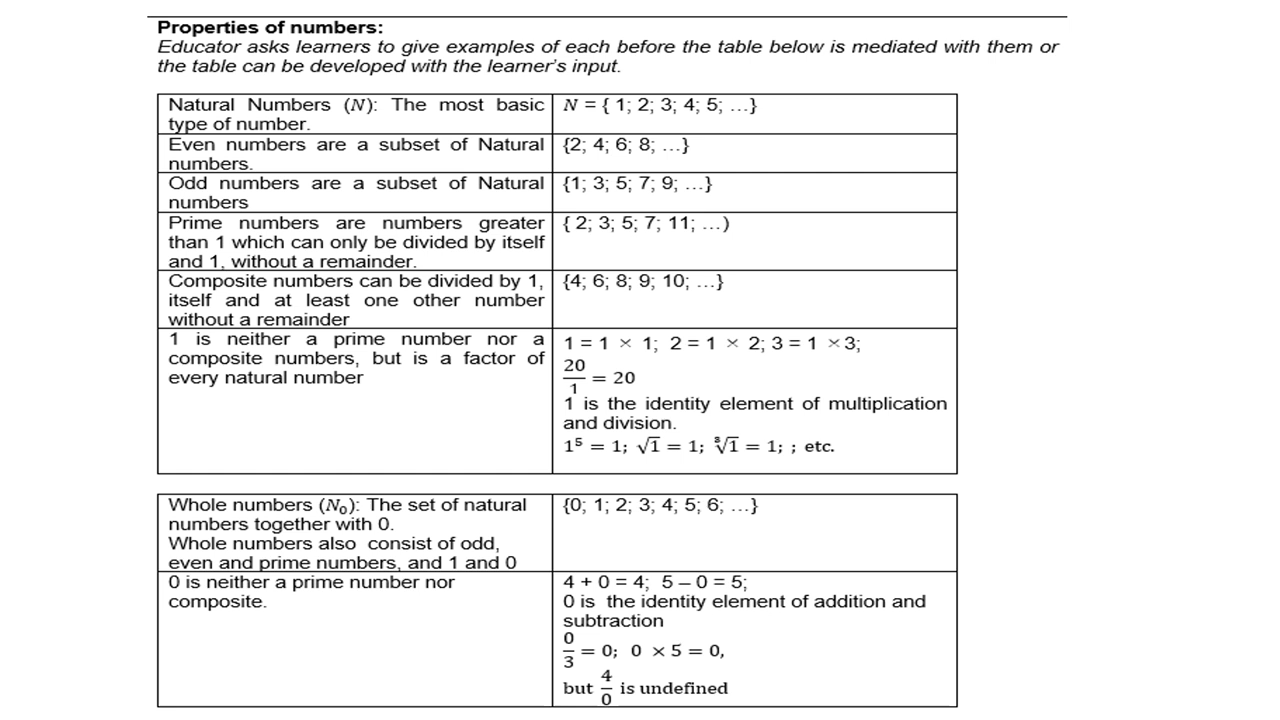 Properties of numbers:
Educator asks learners to give examples of each before the table below is mediated with them or
the table can be developed with the learner's input.
Natural Numbers (N): The most basic
type of number.
N = { 1; 2; 3; 4; 5; …}
Even numbers are a subset of Natural
numbers.
{2; 4; 6; 8; …}
Odd numbers are a subset of Natural
numbers
{1; 3; 5; 7; 9; …}
Prime numbers are numbers greater
than 1 which can only be divided by itself
and 1, without a remainder.
{ 2; 3; 5; 7; 11; …)
Composite numbers can be divided by 1,
itself and at least one other number
without a remainder
{4; 6; 8; 9; 10; …}
1 is neither a prime number nor a
composite numbers, but is a factor of
every natural number
1 = 1 × 1; 2 = 1 × 2; 3 = 1 × 3;
20/1 = 20
1 is the identity element of multiplication
and division.
1⁵ = 1; √1 = 1; ³√1 = 1; ; etc.
Whole numbers (N₀): The set of natural
numbers together with 0.
Whole numbers also consist of odd,
even and prime numbers, and 1 and 0
{0; 1; 2; 3; 4; 5; 6; …}
0 is neither a prime number nor
composite.
4 + 0 = 4; 5 – 0 = 5;
0 is the identity element of addition and
subtraction
0/3 = 0; 0 × 5 = 0,
but 4/0 is undefined